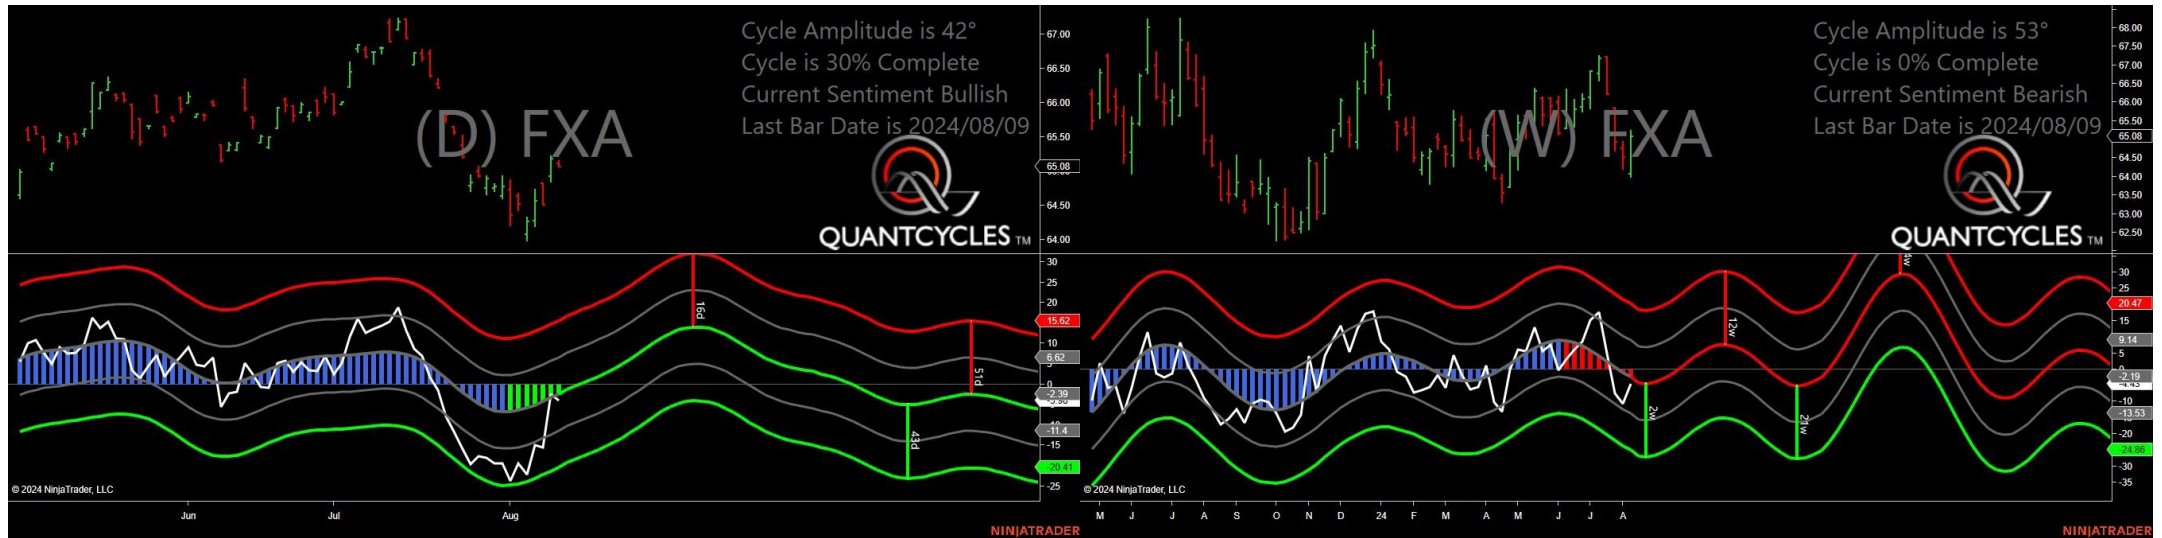 Cycle Amplitude is 42°
Cycle is 30% Complete
Current Sentiment Bullish
Last Bar Date is 2024/08/09
(D) FXA
QUANTCYCLES TM
67.00
66.50
66.00
65.50
65.08
64.50
64.00
30
25
20
15.62
10
6.62
5
0
-2.39
-11.4
-15
-20.41
-25
16d
43d
51d
© 2024 NinjaTrader, LLC
Jun
Jul
Aug
NINJATRADER
Cycle Amplitude is 53°
Cycle is 0% Complete
Current Sentiment Bearish
Last Bar Date is 2024/08/09
(W) FXA
QUANTCYCLES TM
68.00
67.50
67.00
66.50
66.00
65.50
65.08
64.50
64.00
63.50
63.00
62.50
30
20.47
15
9.14
5
-2.19
-4.43
-10
-13.53
-20
-24.86
-30
-35
2w
12w
21w
© 2024 NinjaTrader, LLC
M J J A S O N D 24 F M A M J J A
NINJATRADER